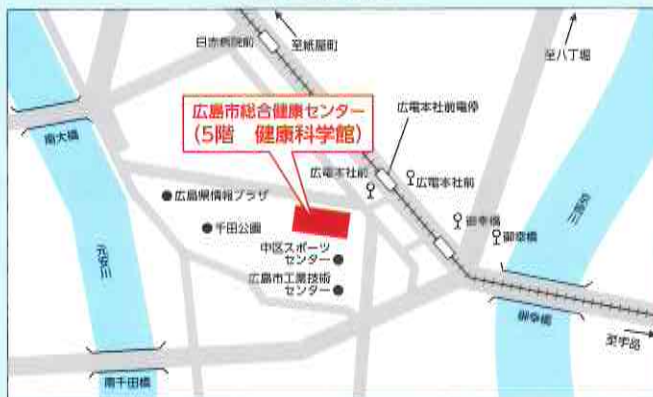 日赤病院前
至紙屋町
至八丁堀
広島市総合健康センター
(5階 健康科学館)
広電本社前電停
南大橋
広電本社前
広電本社前
広島県情報プラザ
千田公園
御幸橋
御幸橋
京橋川
元安川
中区スポーツ
センター
広島市工業技術
センター
御幸橋
至宇品
南千田橋